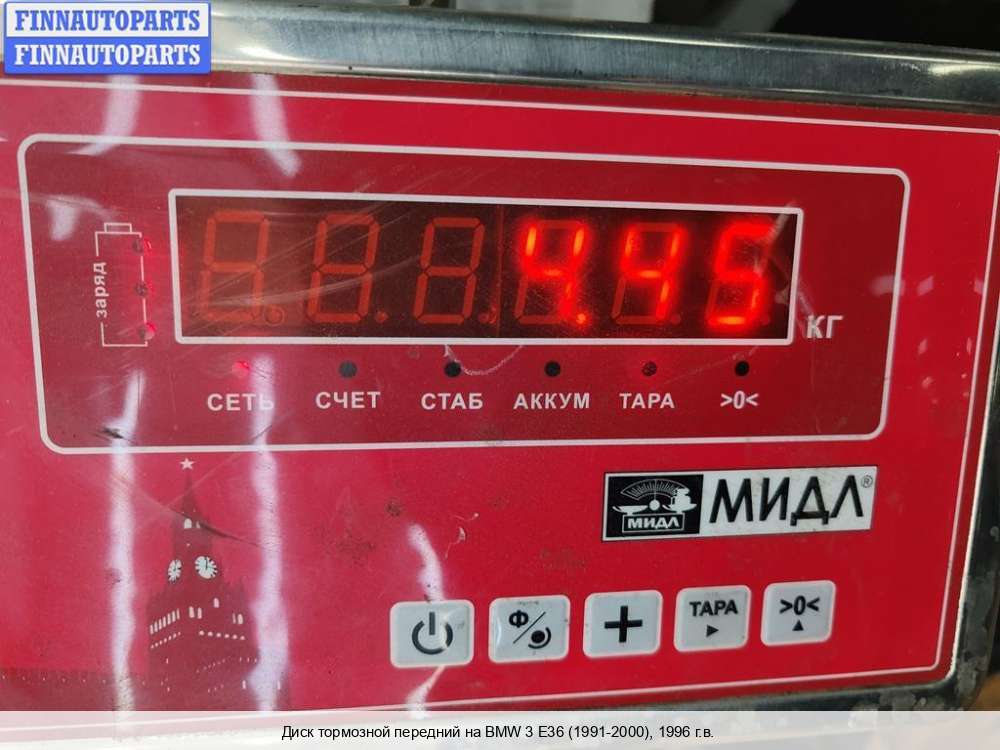 FINNAUTOPARTS
FINNAUTOPARTS
заряд
4.45
КГ
СЕТЬ СЧЕТ СТАБ АККУМ ТАРА >0<
МИДЛ МИДЛ®
Ф/ + ТАРА >0<
Диск тормозной передний на BMW 3 E36 (1991-2000), 1996 г.в.